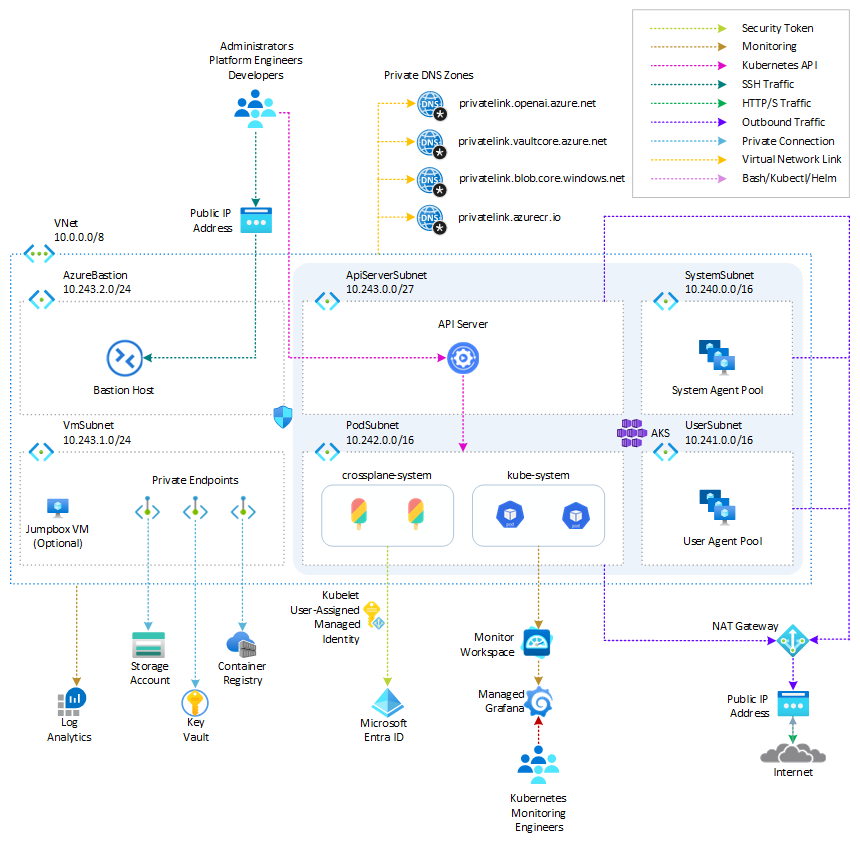 Security Token
Monitoring
Kubernetes API
SSH Traffic
HTTP/S Traffic
Outbound Traffic
Private Connection
Virtual Network Link
Bash/Kubectl/Helm
Administrators
Platform Engineers
Developers
Private DNS Zones
DNS
privatelink.openai.azure.net
DNS
privatelink.vaultcore.azure.net
DNS
privatelink.blob.core.windows.net
DNS
privatelink.azurecr.io
Public IP
Address
VNet
10.0.0.0/8
AzureBastion
10.243.2.0/24
ApiServerSubnet
10.243.0.0/27
SystemSubnet
10.240.0.0/16
API Server
Bastion Host
System Agent Pool
VmSubnet
10.243.1.0/24
PodSubnet
10.242.0.0/16
AKS
UserSubnet
10.241.0.0/16
Private Endpoints
crossplane-system
kube-system
pod
pod
Jumpbox VM
(Optional)
User Agent Pool
Kubelet
User-Assigned
Managed
Identity
NAT Gateway
Monitor
Workspace
Storage
Account
Container
Registry
Managed
Grafana
Public IP
Address
Log
Analytics
Key
Vault
Microsoft
Entra ID
Internet
Kubernetes
Monitoring
Engineers